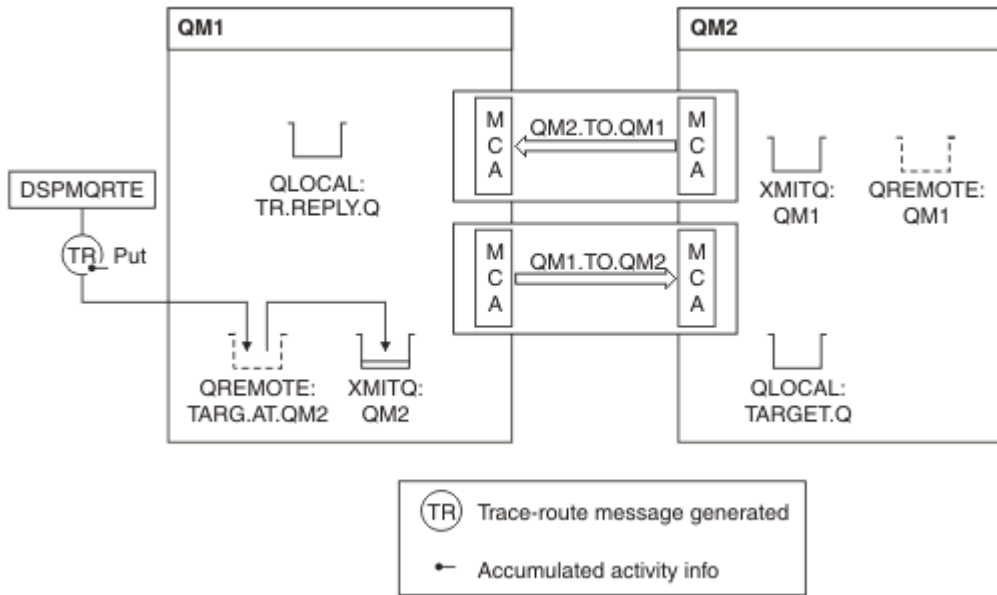 QM1
QM2
M
C
A
QM2.TO.QM1
M
C
A
QLOCAL:
TR.REPLY.Q
XMITQ:
QM1
QREMOTE:
QM1
DSPMQRTE
TR
Put
M
C
A
QM1.TO.QM2
M
C
A
QREMOTE:
TARG.AT.QM2
XMITQ:
QM2
QLOCAL:
TARGET.Q
TR
Trace-route message generated
Accumulated activity info